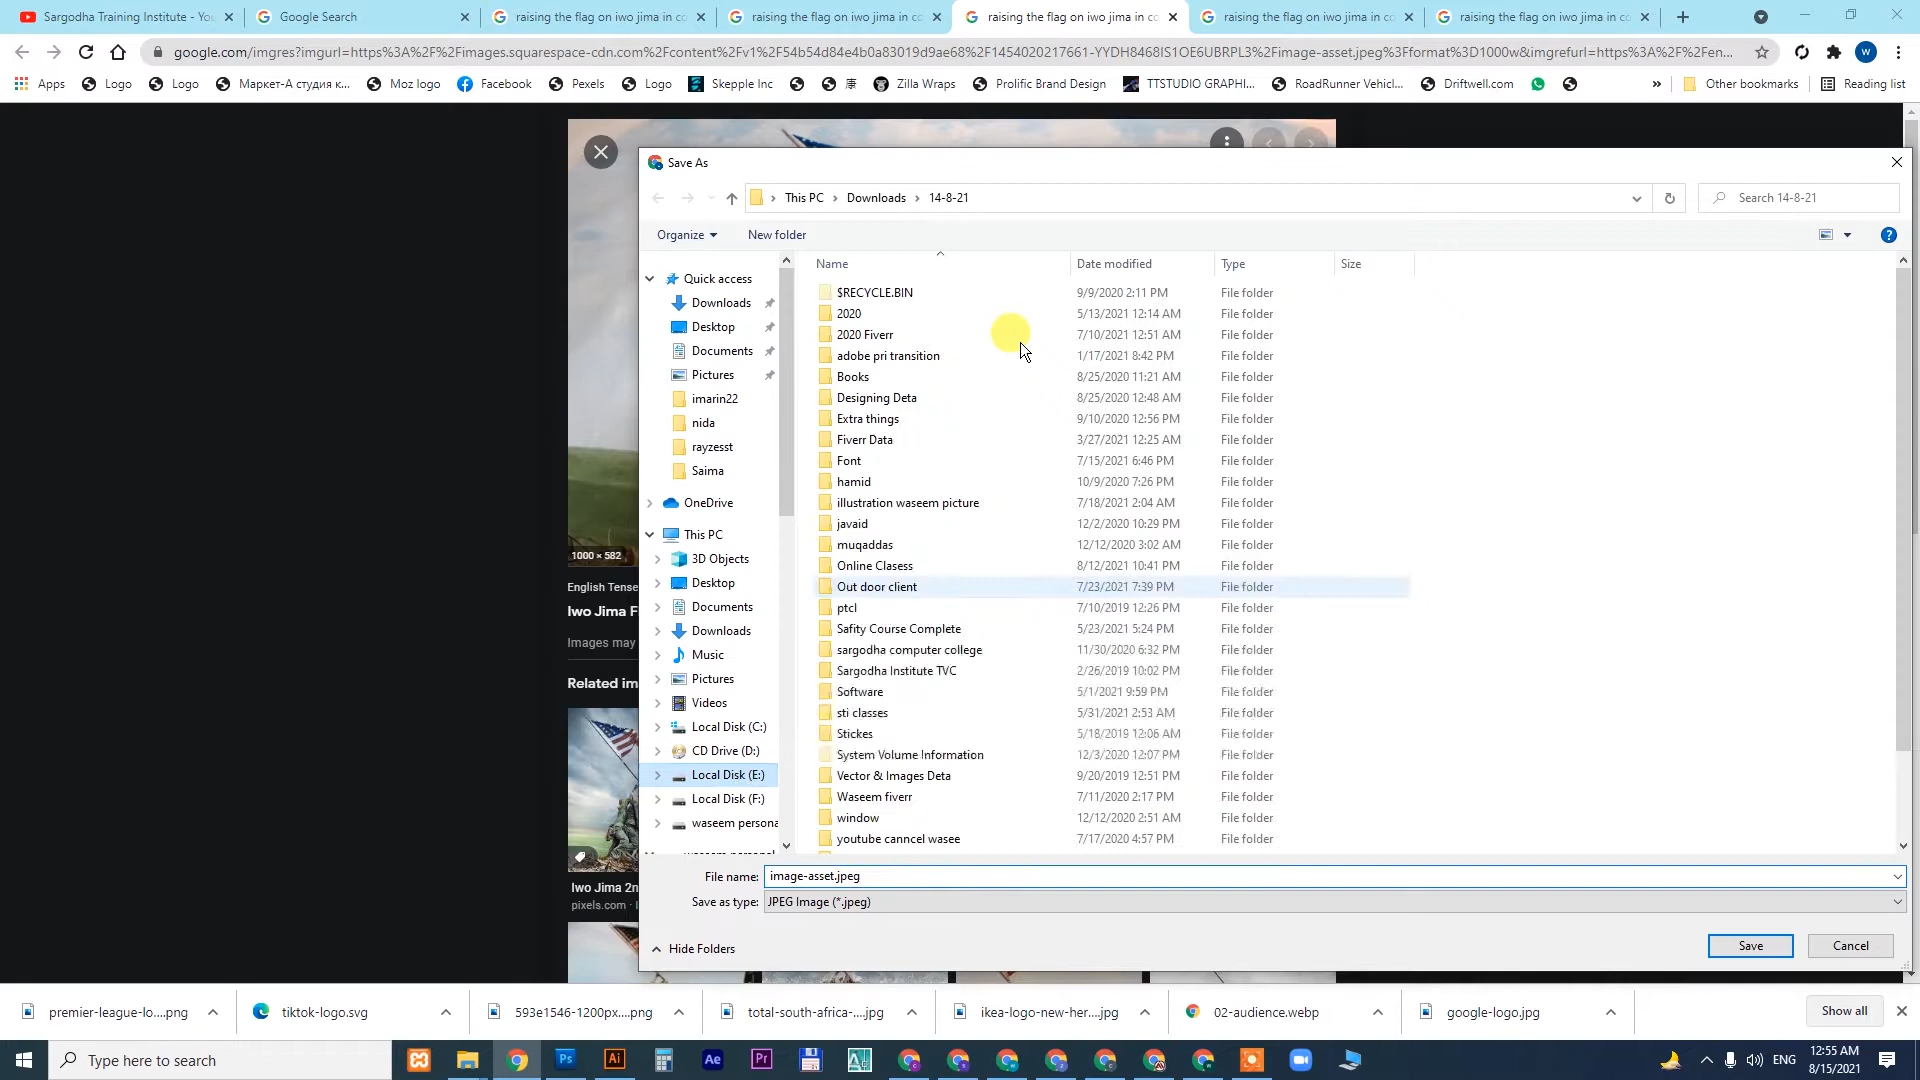 Sargodha Training Institute - You
Google Search
raising the flag on iwo jima in co
raising the flag on iwo jima in co
raising the flag on iwo jima in co
raising the flag on iwo jima in co
raising the flag on iwo jima in co
google.com/imgres?imgurl=https%3A%2F%2Fimages.squarespace-cdn.com%2Fcontent%2Fv1%2F54b54d84e4b0a83019d9ae68%2F1454020217661-YYDH8468IS1OE6UBRPL3%2Fimage-asset.jpeg%3Fformat%3D1000w&imgrefurl=https%3A%2F%2Fen...
Apps
Logo
Logo
Маркет-А студия к...
Moz logo
Facebook
Pexels
Logo
Skepple Inc
庫
Zilla Wraps
Prolific Brand Design
TTSTUDIO GRAPHI...
RoadRunner Vehicl...
Driftwell.com
Other bookmarks
Reading list
Save As
This PC
Downloads
14-8-21
Search 14-8-21
Organize
New folder
Name
Date modified
Type
Size
Quick access
Downloads
Desktop
Documents
Pictures
imarin22
nida
rayzesst
Saima
OneDrive
This PC
3D Objects
Desktop
Documents
Downloads
Music
Pictures
Videos
Local Disk (C:)
CD Drive (D:)
Local Disk (E:)
Local Disk (F:)
waseem persona
$RECYCLE.BIN 9/9/2020 2:11 PM File folder
2020 5/13/2021 12:14 AM File folder
2020 Fiverr 7/10/2021 12:51 AM File folder
adobe pri transition 1/17/2021 8:42 PM File folder
Books 8/25/2020 11:21 AM File folder
Designing Deta 8/25/2020 12:48 AM File folder
Extra things 9/10/2020 12:56 PM File folder
Fiverr Data 3/27/2021 12:25 AM File folder
Font 7/15/2021 6:46 PM File folder
hamid 10/9/2020 7:26 PM File folder
illustration waseem picture 7/18/2021 2:04 AM File folder
javaid 12/2/2020 10:29 PM File folder
muqaddas 12/12/2020 3:02 AM File folder
Online Clasess 8/12/2021 10:41 PM File folder
Out door client 7/23/2021 7:39 PM File folder
ptcl 7/10/2019 12:26 PM File folder
Safity Course Complete 5/23/2021 5:24 PM File folder
sargodha computer college 11/30/2020 6:32 PM File folder
Sargodha Institute TVC 2/26/2019 10:02 PM File folder
Software 5/1/2021 9:59 PM File folder
sti classes 5/31/2021 2:53 AM File folder
Stickes 5/18/2019 12:06 AM File folder
System Volume Information 12/3/2020 12:07 PM File folder
Vector & Images Deta 9/20/2019 12:51 PM File folder
Waseem fiverr 7/11/2020 2:17 PM File folder
window 12/12/2020 2:51 AM File folder
youtube canncel wasee 7/17/2020 4:57 PM File folder
File name: image-asset.jpeg
Save as type: JPEG Image (*.jpeg)
Hide Folders
Save
Cancel
1000 × 582
English Tense
Iwo Jima F
Images may
Related im
Iwo Jima 2n
pixels.com
premier-league-lo....png
tiktok-logo.svg
593e1546-1200px....png
total-south-africa-....jpg
ikea-logo-new-her....jpg
02-audience.webp
google-logo.jpg
Show all
Type here to search
Ps
Ai
Ae
Pr
ENG
12:55 AM
8/15/2021